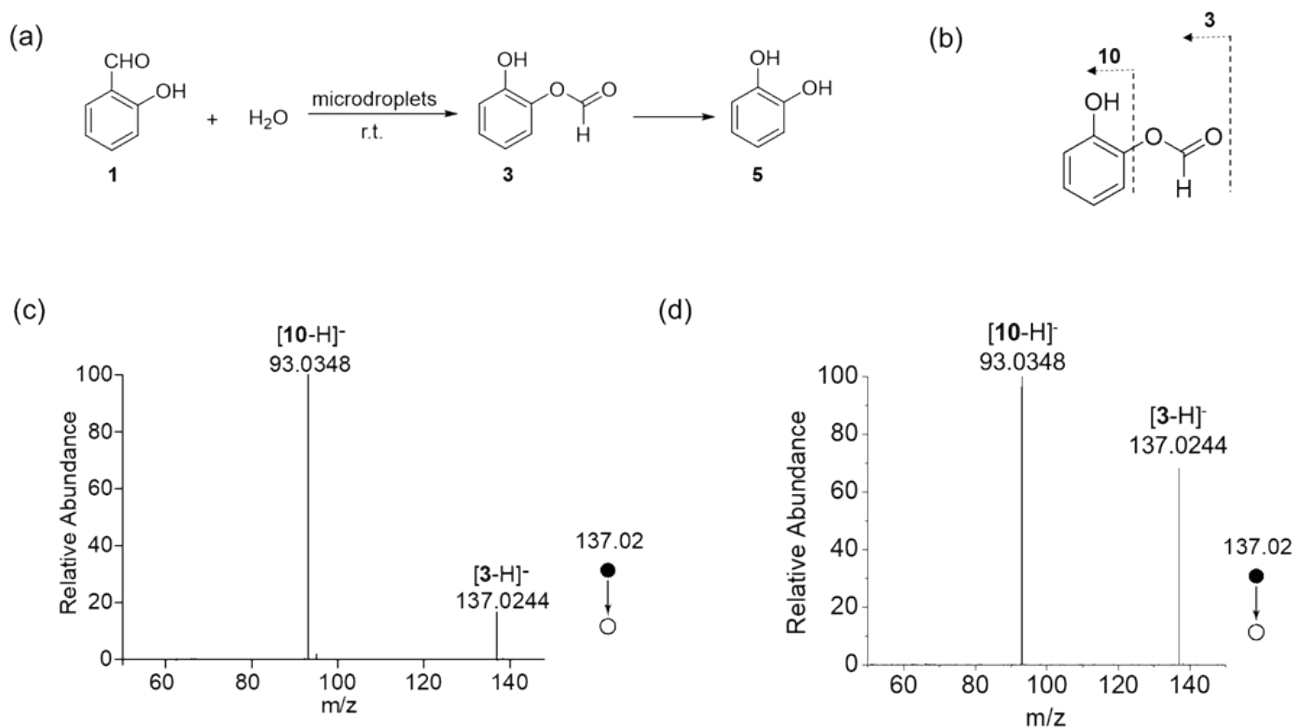 (a)
CHO
OH
1
+
H₂O
microdroplets
r.t.
OH
O
O
H
3
OH
OH
5
(b)
3
10
OH
O
O
H
(c)
[10-H]⁻
93.0348
[3-H]⁻
137.0244
137.02
Relative Abundance
100
80
60
40
20
0
60
80
100
120
140
m/z
(d)
[10-H]⁻
93.0348
[3-H]⁻
137.0244
137.02
Relative Abundance
100
80
60
40
20
0
60
80
100
120
140
m/z